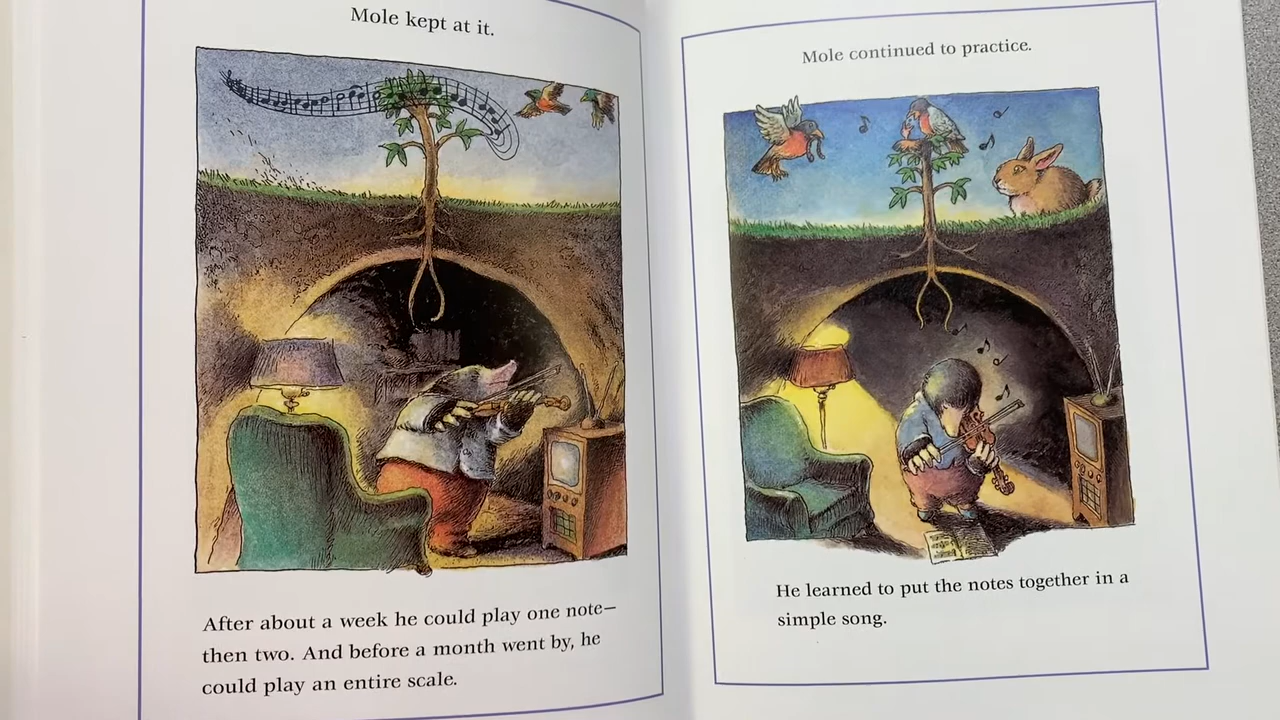 Mole kept at it.
After about a week he could play one note—
then two. And before a month went by, he
could play an entire scale.
Mole continued to practice.
He learned to put the notes together in a
simple song.